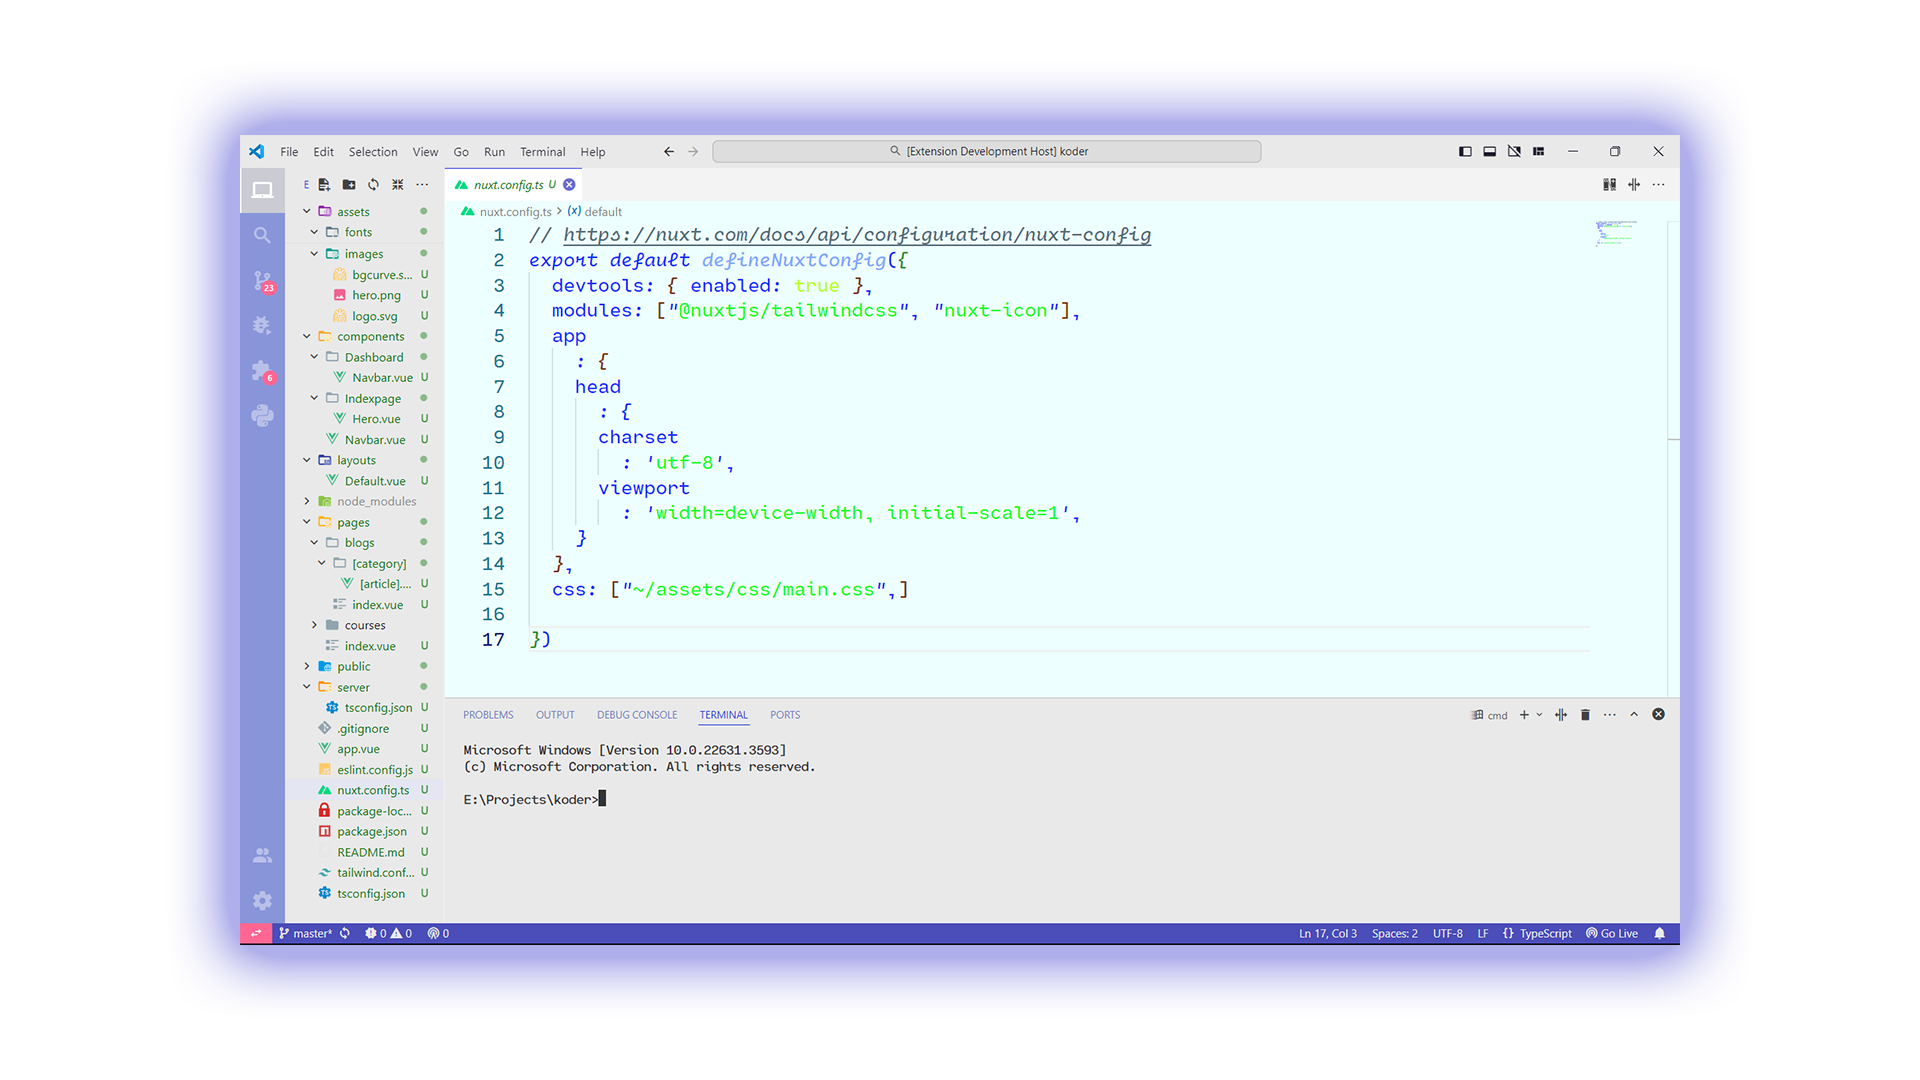 File Edit Selection View Go Run Terminal Help
[Extension Development Host] koder
E
nuxt.config.ts U
nuxt.config.ts > (x) default
assets
fonts
images
bgcurve.s... U
hero.png U
logo.svg U
components
Dashboard
Navbar.vue U
Indexpage
Hero.vue U
Navbar.vue U
layouts
Default.vue U
node_modules
pages
blogs
[category]
[article].... U
index.vue U
courses
index.vue U
public
server
tsconfig.json U
.gitignore U
app.vue U
eslint.config.js U
nuxt.config.ts U
package-loc... U
package.json U
README.md U
tailwind.conf... U
tsconfig.json U
23
6
1 // https://nuxt.com/docs/api/configuration/nuxt-config
2 export default defineNuxtConfig({
3 devtools: { enabled: true },
4 modules: ["@nuxtjs/tailwindcss", "nuxt-icon"],
5 app
6 : {
7 head
8 : {
9 charset
10 : 'utf-8',
11 viewport
12 : 'width=device-width, initial-scale=1',
13 }
14 },
15 css: ["~/assets/css/main.css",]
16
17 })
PROBLEMS OUTPUT DEBUG CONSOLE TERMINAL PORTS
cmd
Microsoft Windows [Version 10.0.22631.3593]
(c) Microsoft Corporation. All rights reserved.
E:\Projects\koder>
master* 0 0 0
Ln 17, Col 3 Spaces: 2 UTF-8 LF {} TypeScript Go Live